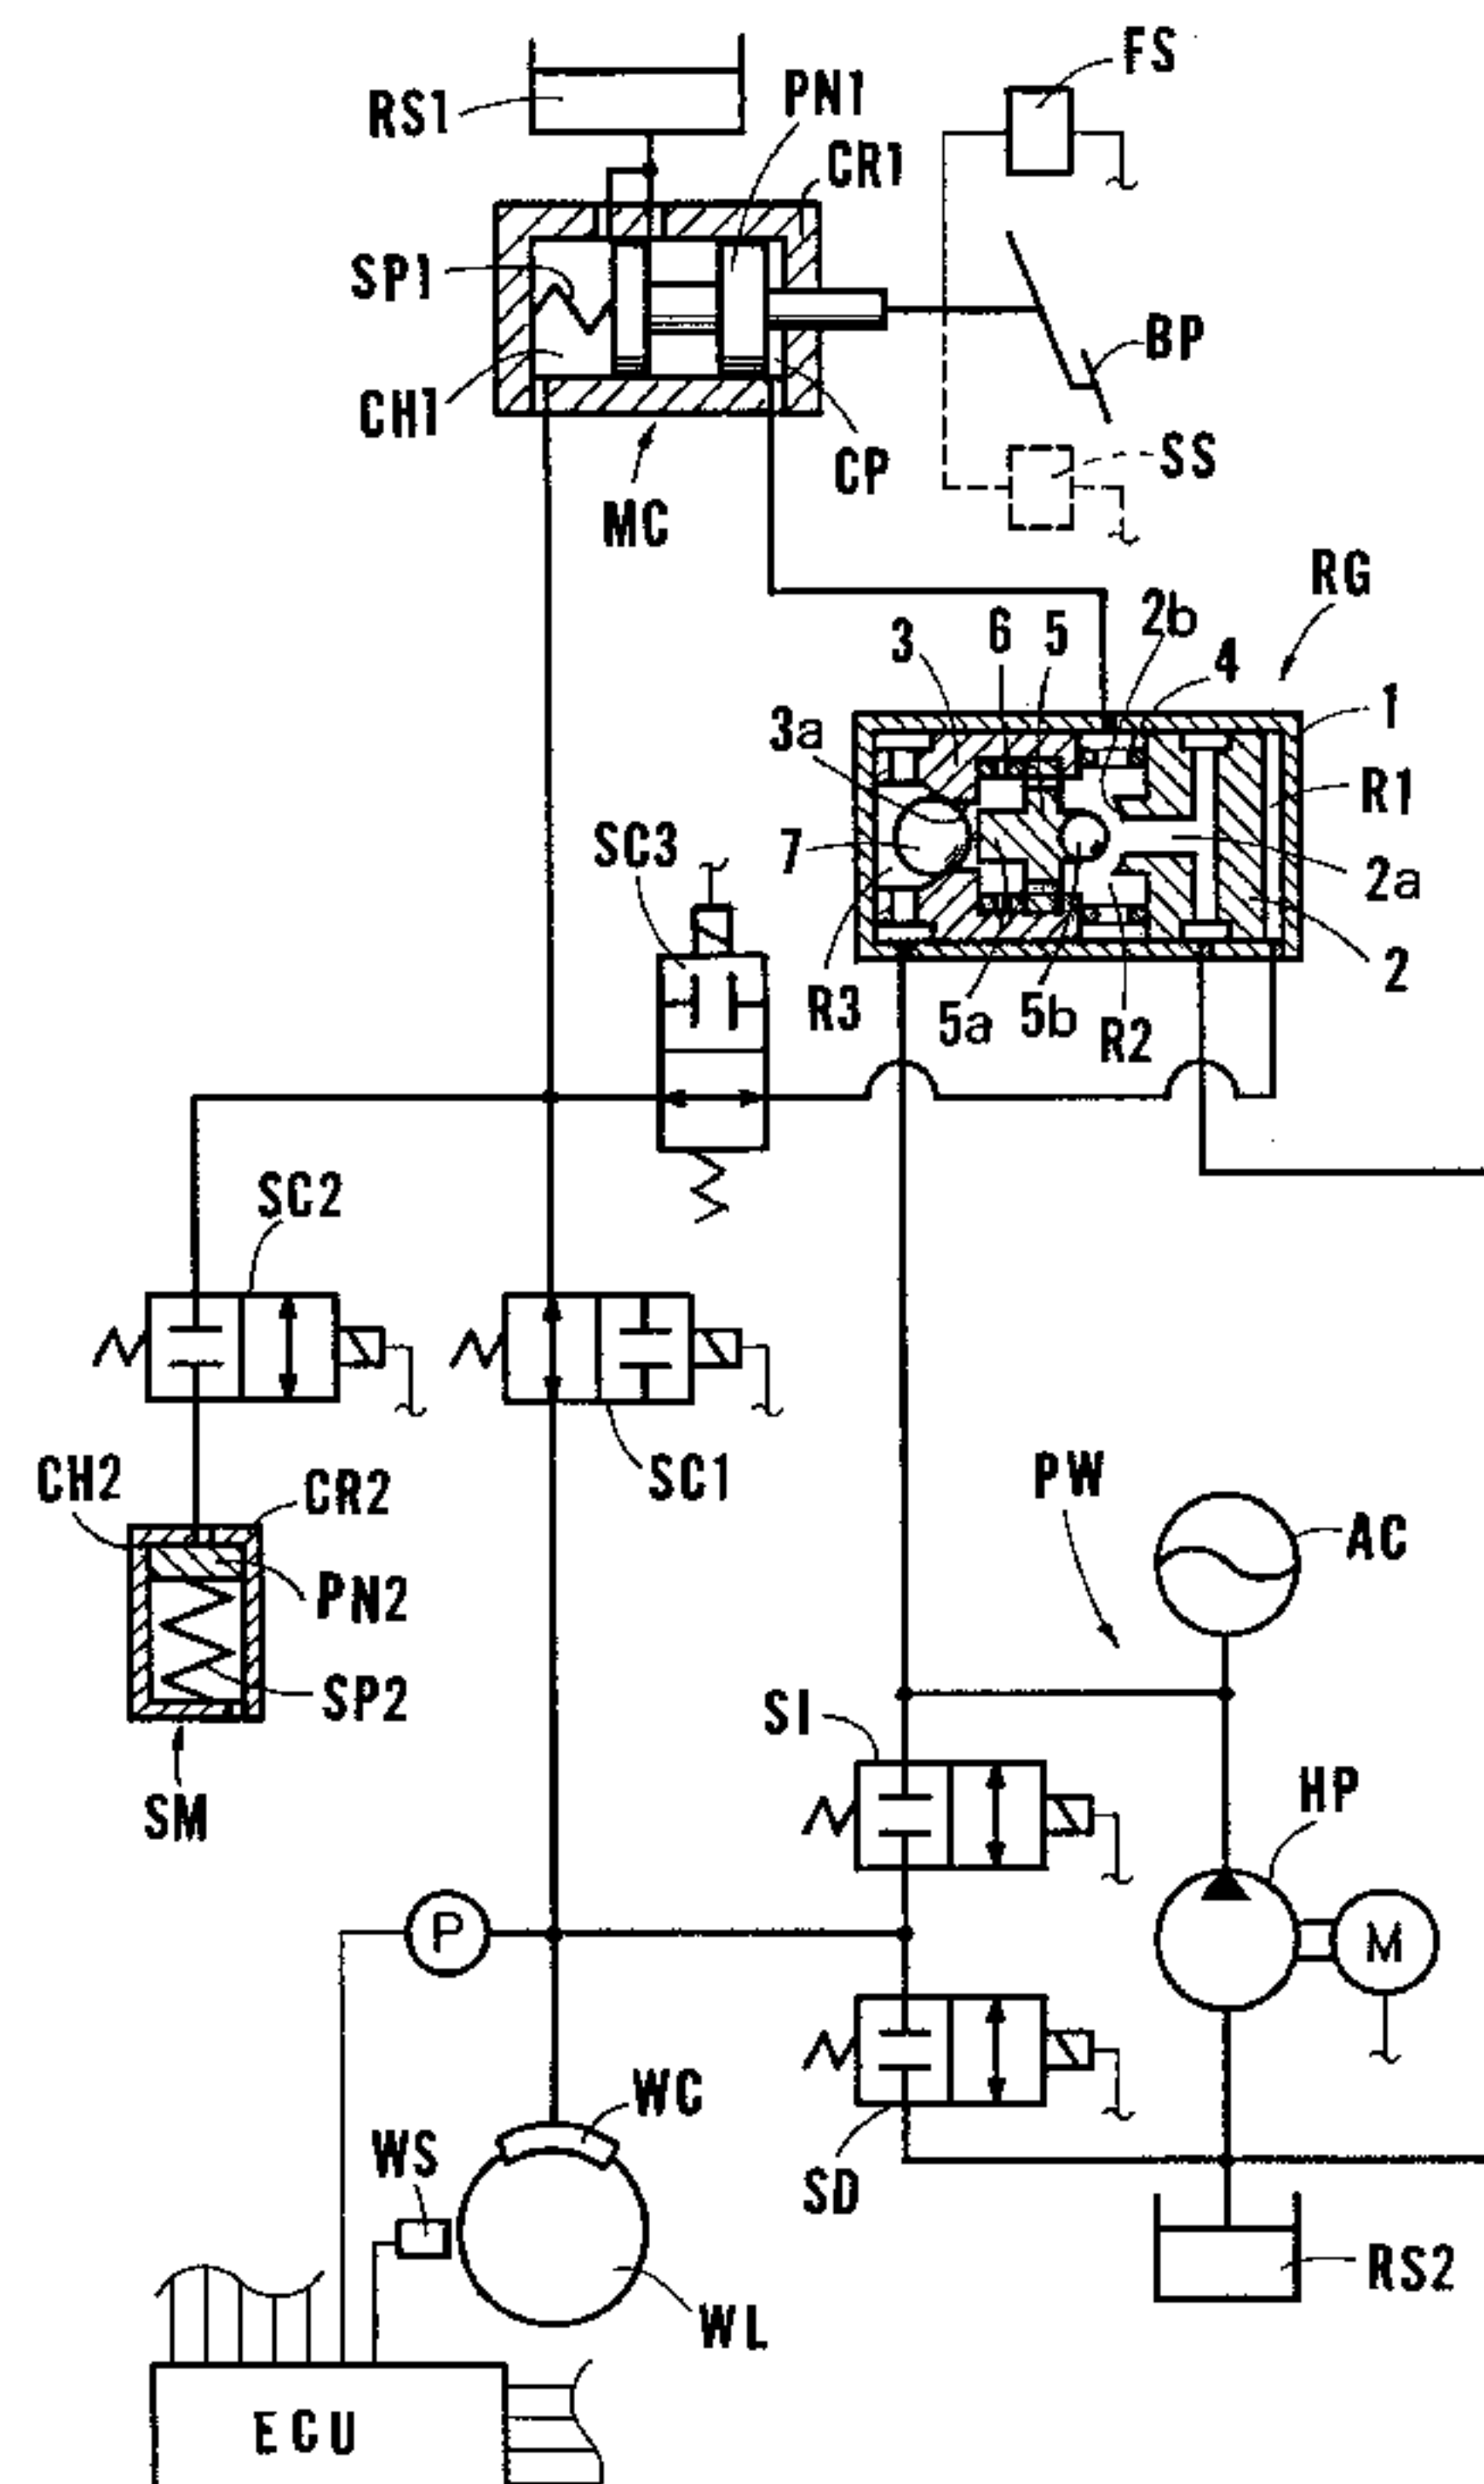 FS
PN1
RS1
CR1
SP1
BP
CH1
SS
CP
MC
RG
6 5 2b
3
4
1
3a
R1
SC3
7
2a
2
R3
5a 5b R2
SC2
CH2
CR2
SC1
PW
AC
PN2
SP2
SI
HP
SM
P
M
WC
WS
SD
RS2
WL
ECU